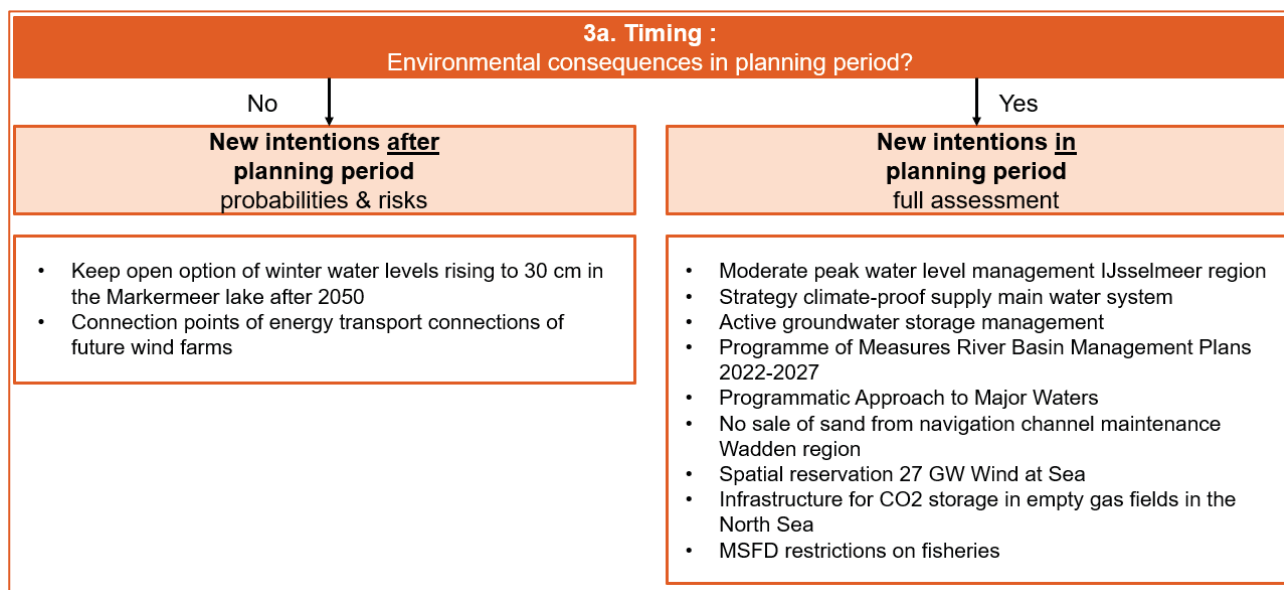 3a. Timing :
Environmental consequences in planning period?
No
Yes
New intentions after
planning period
probabilities & risks
New intentions in
planning period
full assessment
• Keep open option of winter water levels rising to 30 cm in
the Markermeer lake after 2050
• Connection points of energy transport connections of
future wind farms
• Moderate peak water level management IJsselmeer region
• Strategy climate-proof supply main water system
• Active groundwater storage management
• Programme of Measures River Basin Management Plans
2022-2027
• Programmatic Approach to Major Waters
• No sale of sand from navigation channel maintenance
Wadden region
• Spatial reservation 27 GW Wind at Sea
• Infrastructure for CO2 storage in empty gas fields in the
North Sea
• MSFD restrictions on fisheries